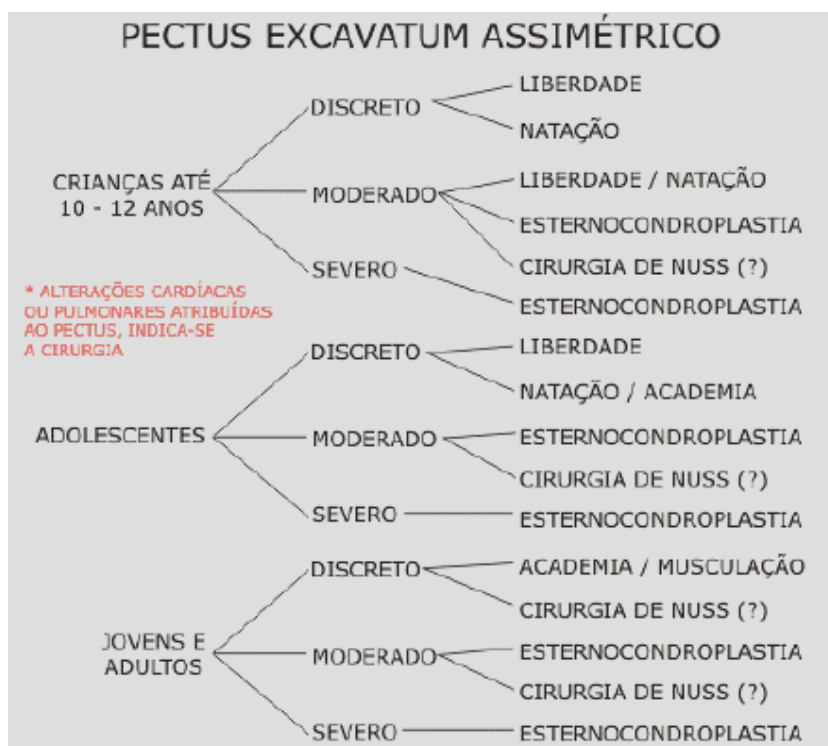 PECTUS EXCAVATUM ASSIMÉTRICO
CRIANÇAS ATÉ
10 - 12 ANOS
DISCRETO
LIBERDADE
NATAÇÃO
MODERADO
LIBERDADE / NATAÇÃO
ESTERNOCONDROPLASTIA
CIRURGIA DE NUSS (?)
SEVERO
ESTERNOCONDROPLASTIA
* ALTERAÇÕES CARDÍACAS
OU PULMONARES ATRIBUÍDAS
AO PECTUS, INDICA-SE
A CIRURGIA
ADOLESCENTES
DISCRETO
LIBERDADE
NATAÇÃO / ACADEMIA
MODERADO
ESTERNOCONDROPLASTIA
CIRURGIA DE NUSS (?)
SEVERO
ESTERNOCONDROPLASTIA
JOVENS E
ADULTOS
DISCRETO
ACADEMIA / MUSCULAÇÃO
CIRURGIA DE NUSS (?)
MODERADO
ESTERNOCONDROPLASTIA
CIRURGIA DE NUSS (?)
SEVERO
ESTERNOCONDROPLASTIA